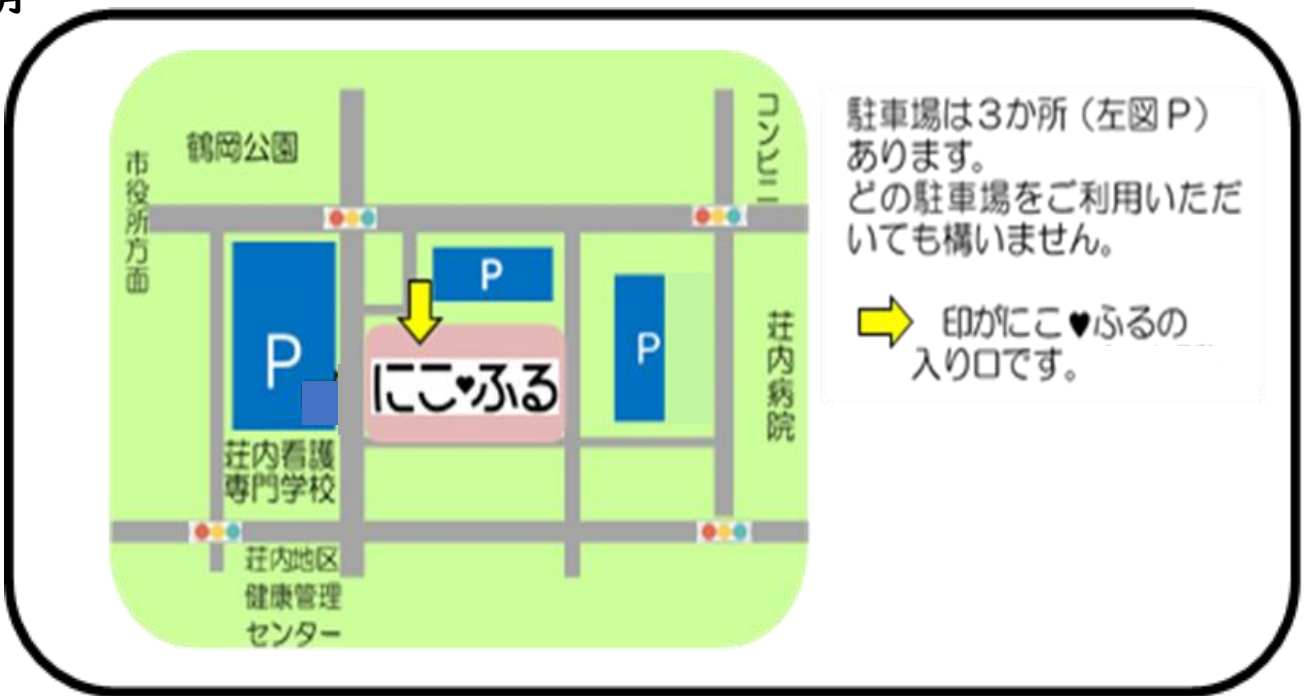 鶴岡公園
コンビニ
市役所方面
P
P
P
にこ♥ふる
荘内病院
荘内看護
専門学校
荘内地区
健康管理
センター
駐車場は３か所（左図Ｐ）
あります。
どの駐車場をご利用いただ
いても構いません。
印がにこ♥ふるの
入り口です。